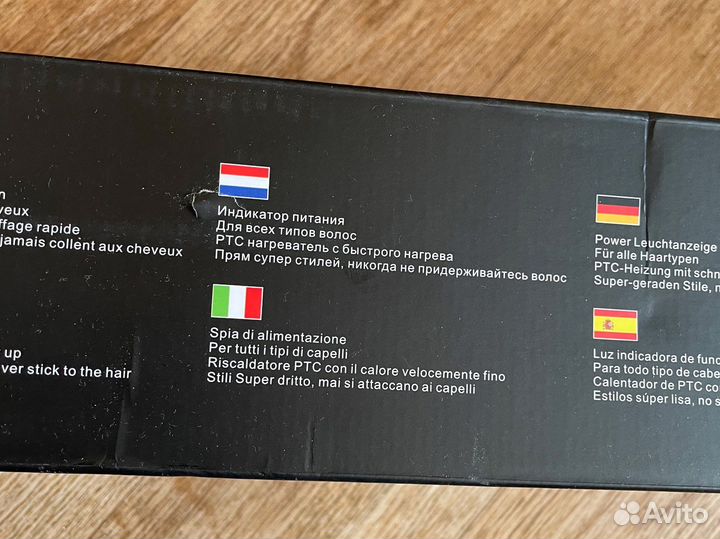 veux
ffage rapide
jamais collent aux cheveux
up
ver stick to the hair
Индикатор питания
Для всех типов волос
PTC нагреватель с быстрого нагрева
Прям супер стилей, никогда не придерживайтесь волос
Spia di alimentazione
Per tutti i tipi di capelli
Riscaldatore PTC con il calore velocemente fino
Stili Super dritto, mai si attaccano ai capelli
Power Leuchtanzeige
Für alle Haartypen
PTC-Heizung mit schn
Super-geraden Stile, n
Luz indicadora de func
Para todo tipo de cabe
Calentador de PTC co
Estilos súper lisa, no s
Avito